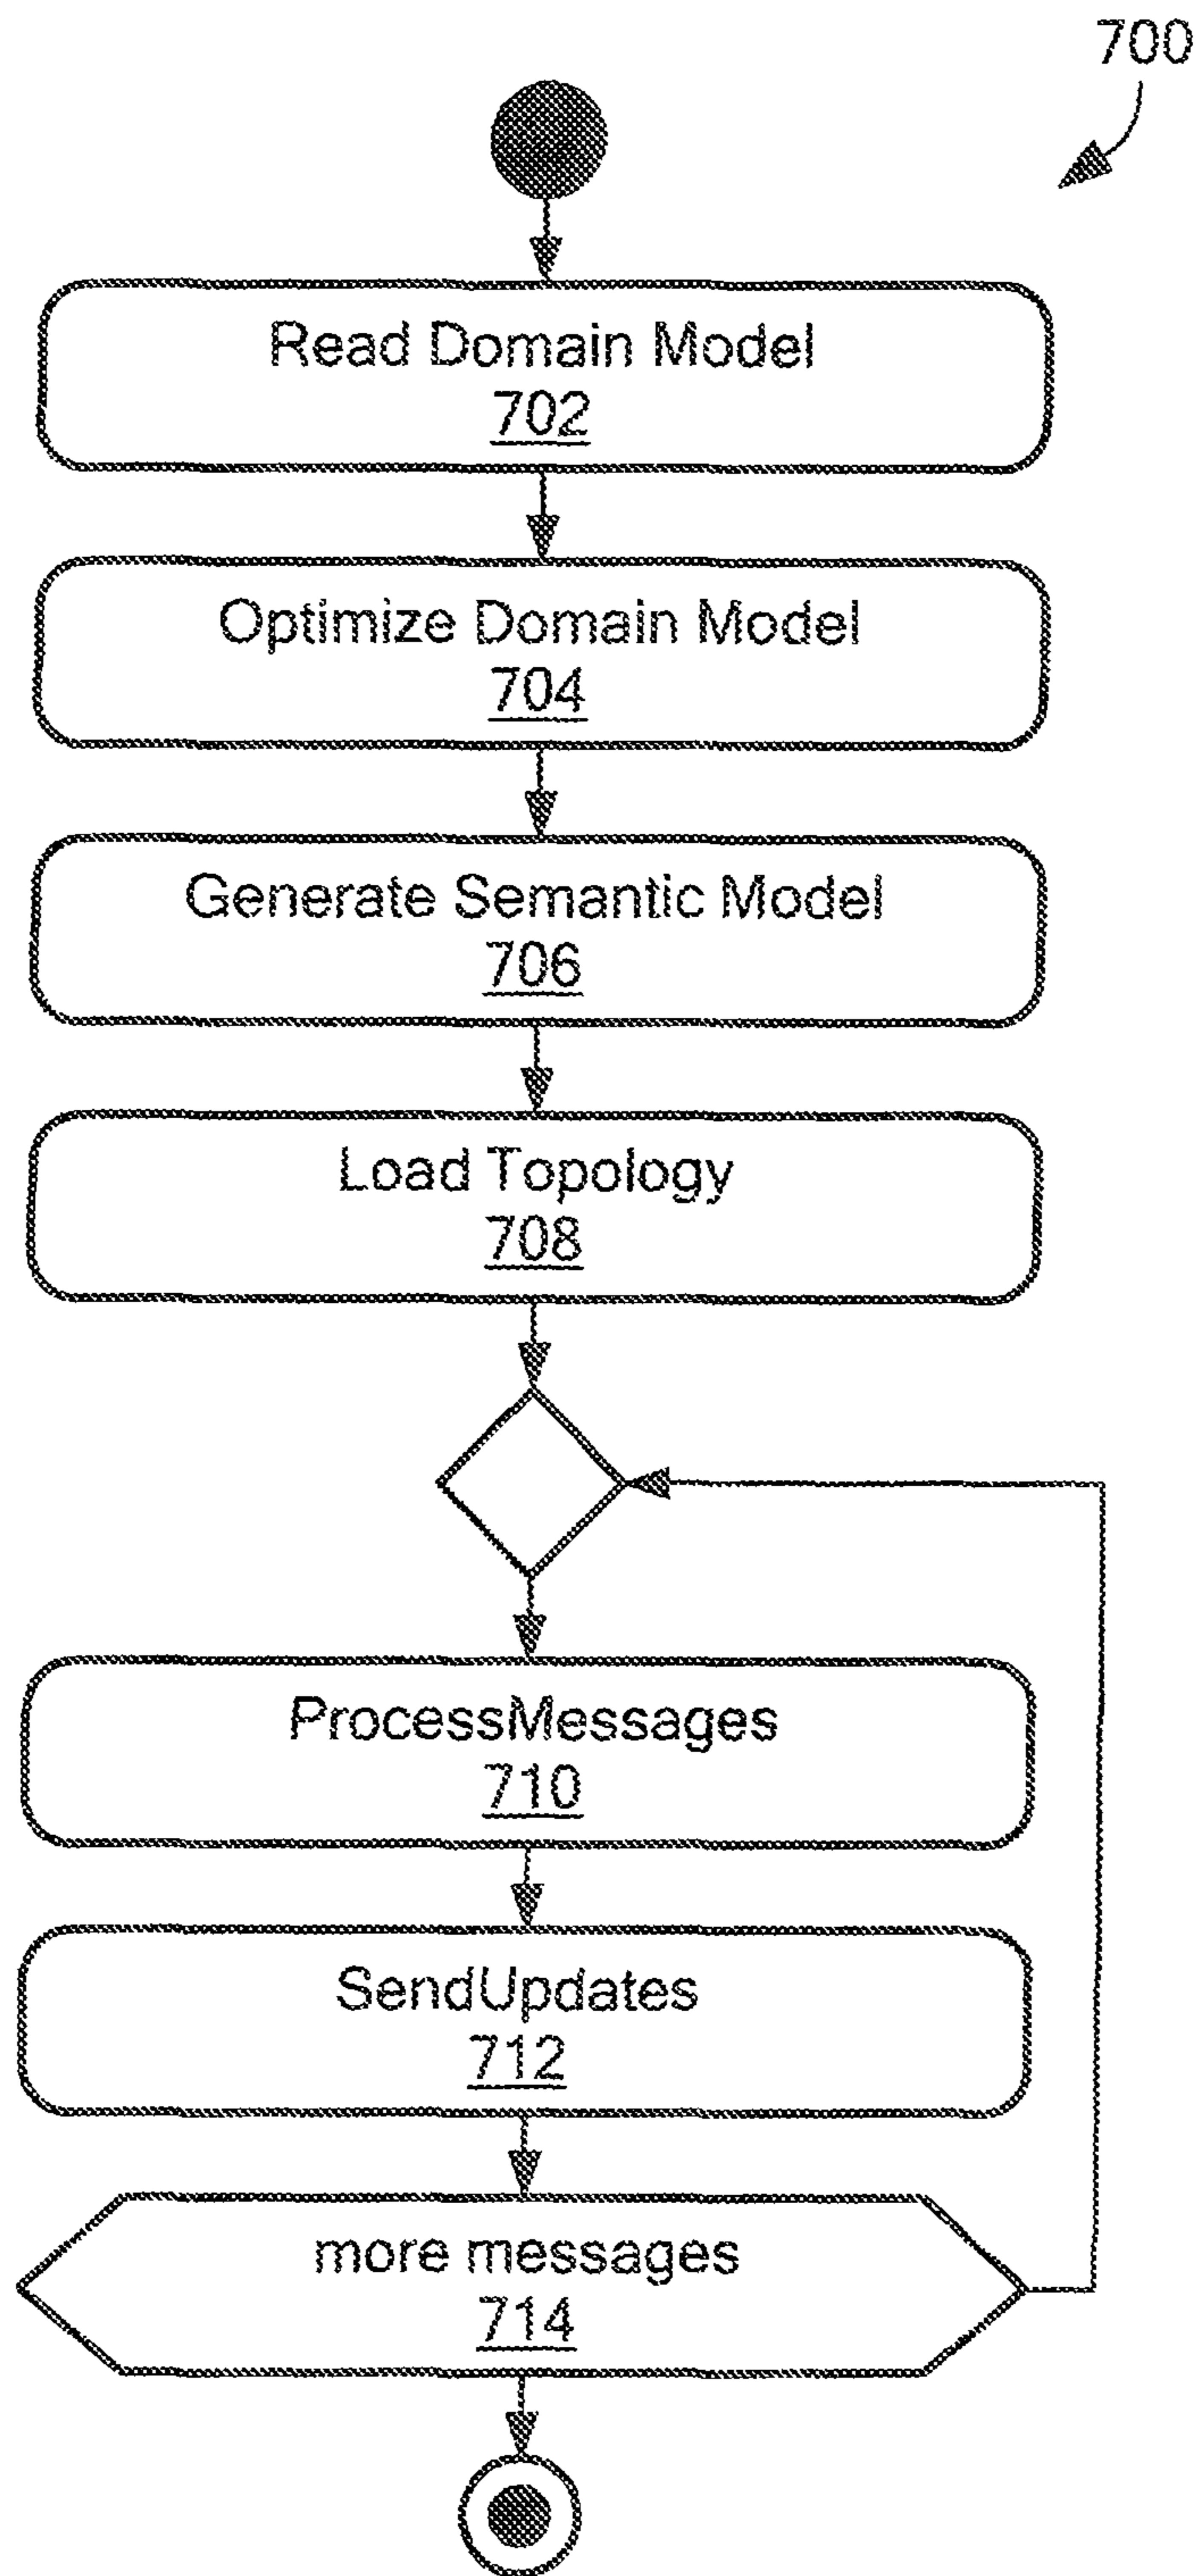 700
Read Domain Model
702
Optimize Domain Model
704
Generate Semantic Model
706
Load Topology
708
ProcessMessages
710
SendUpdates
712
more messages
714